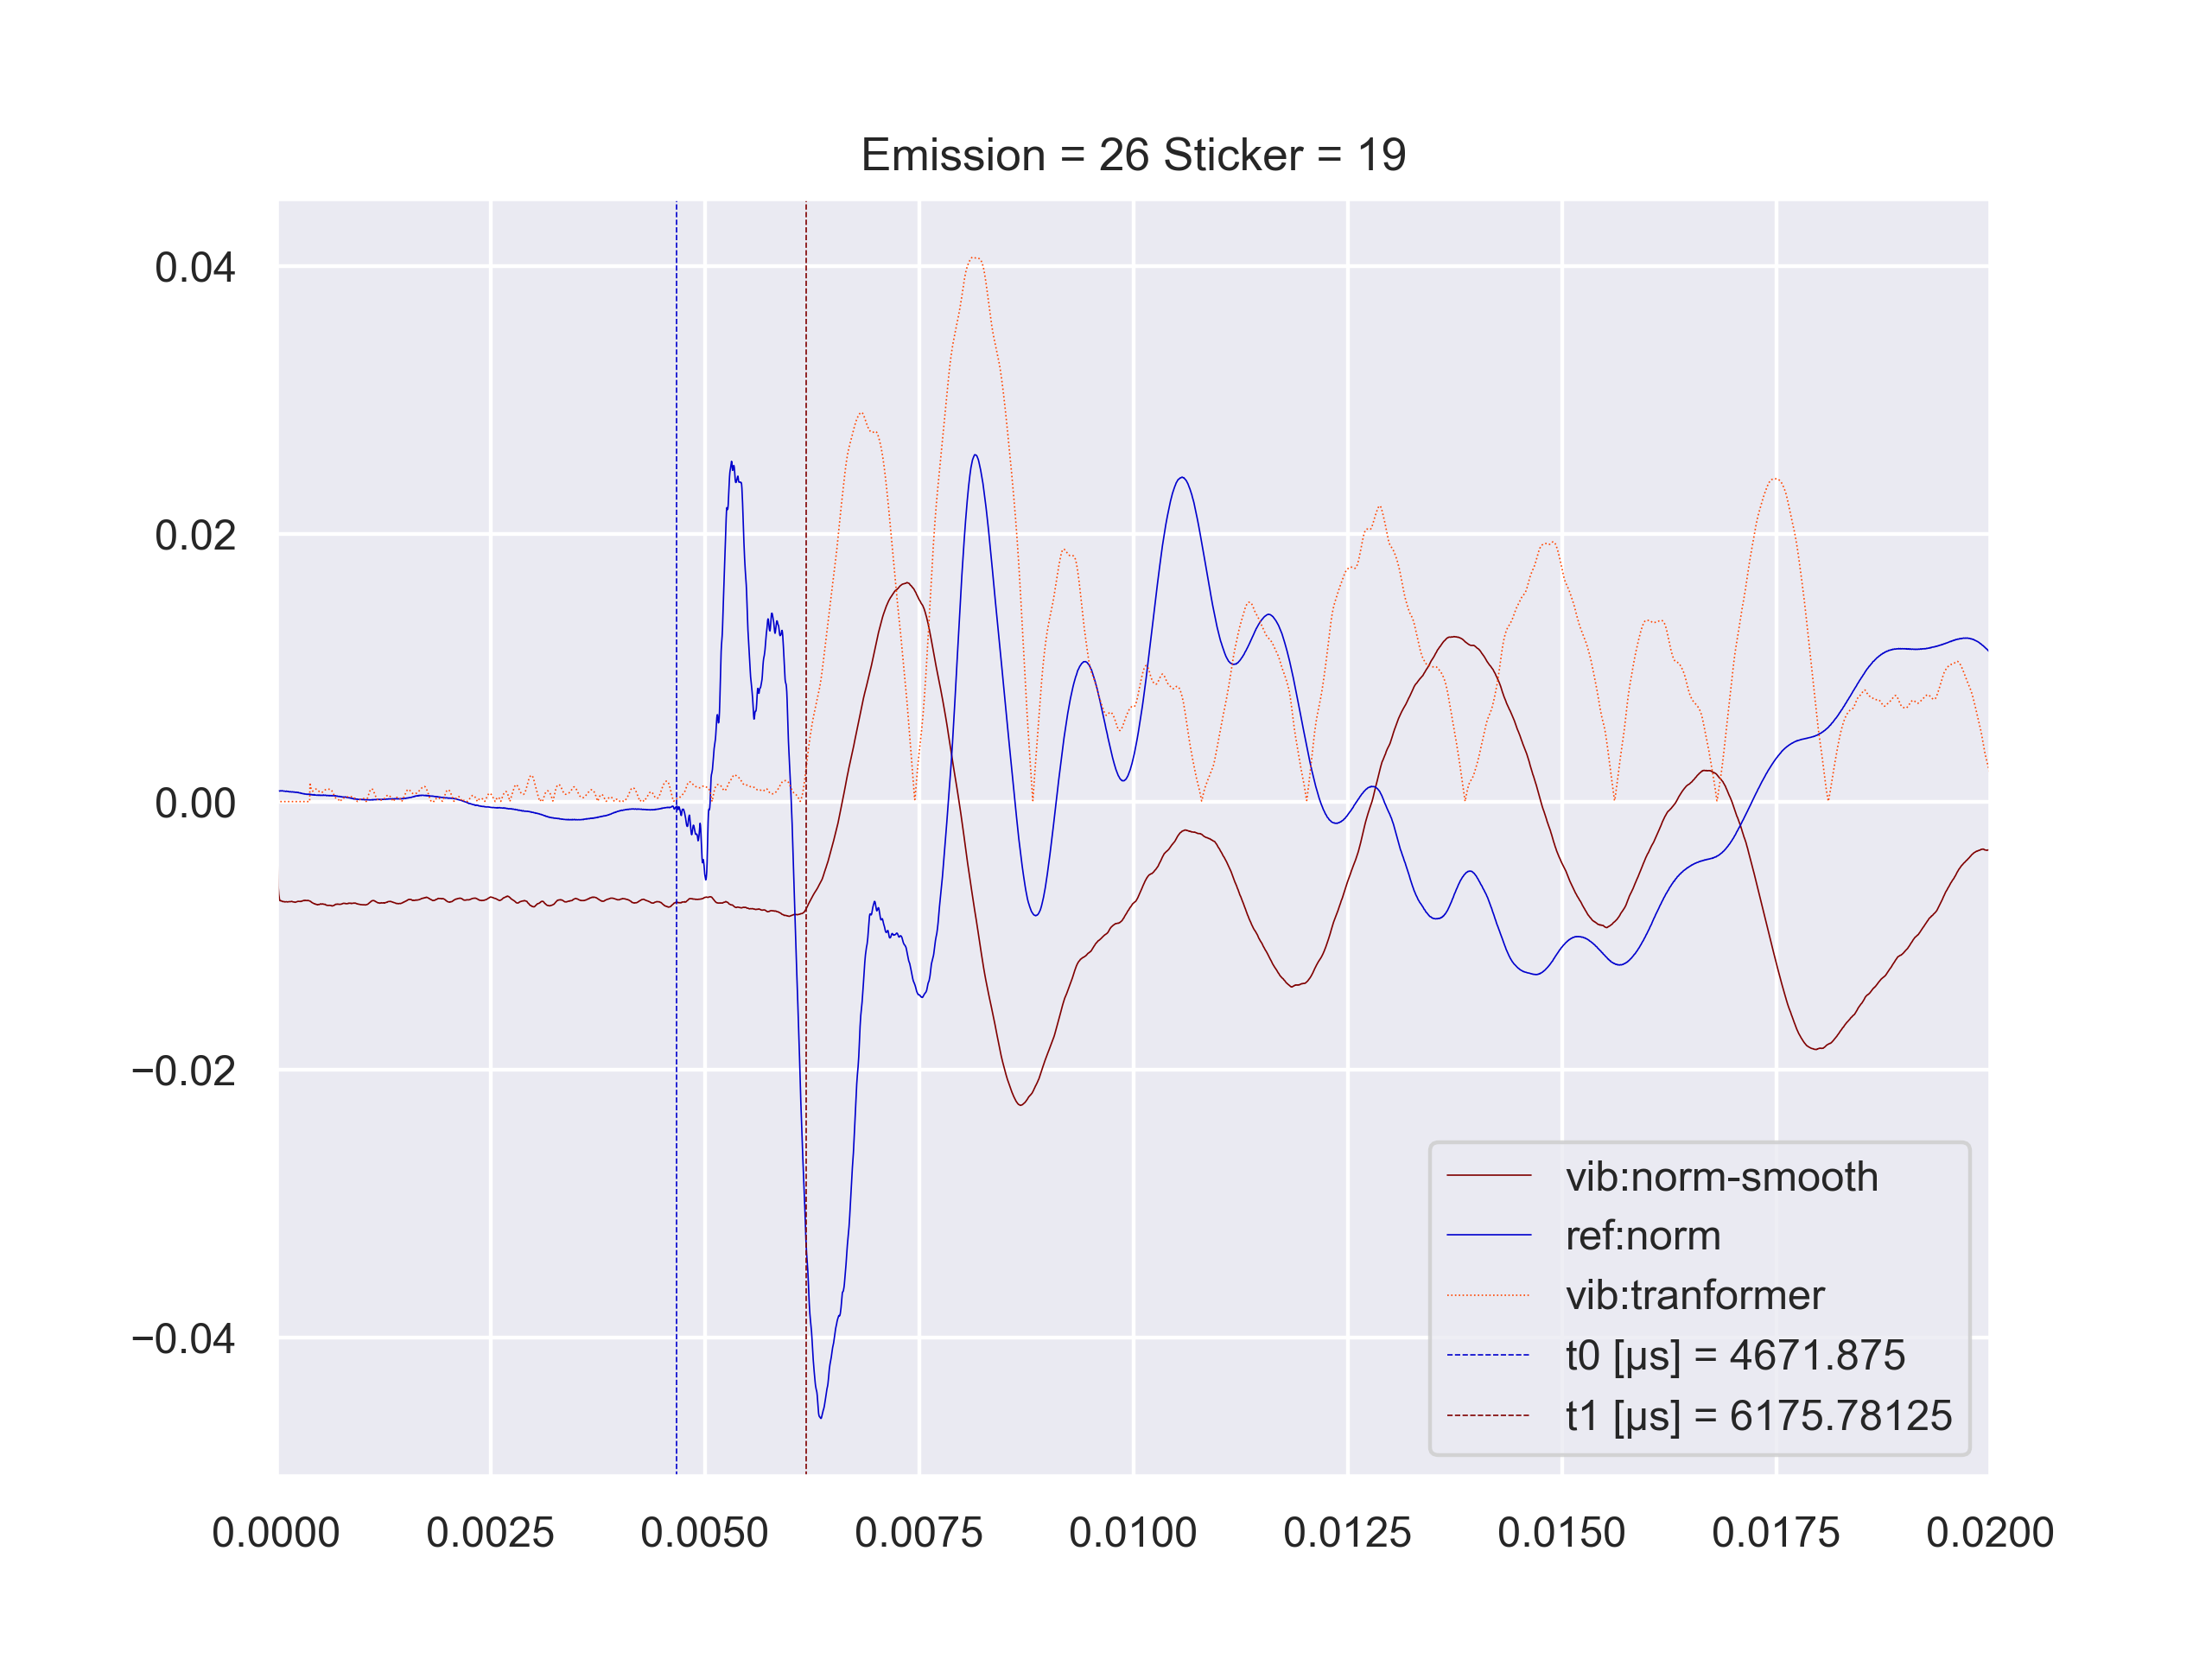 Emission = 26 Sticker = 19
0.04
0.02
0.00
−0.02
−0.04
0.0000 0.0025 0.0050 0.0075 0.0100 0.0125 0.0150 0.0175 0.0200
vib:norm-smooth
ref:norm
vib:tranformer
t0 [µs] = 4671.875
t1 [µs] = 6175.78125